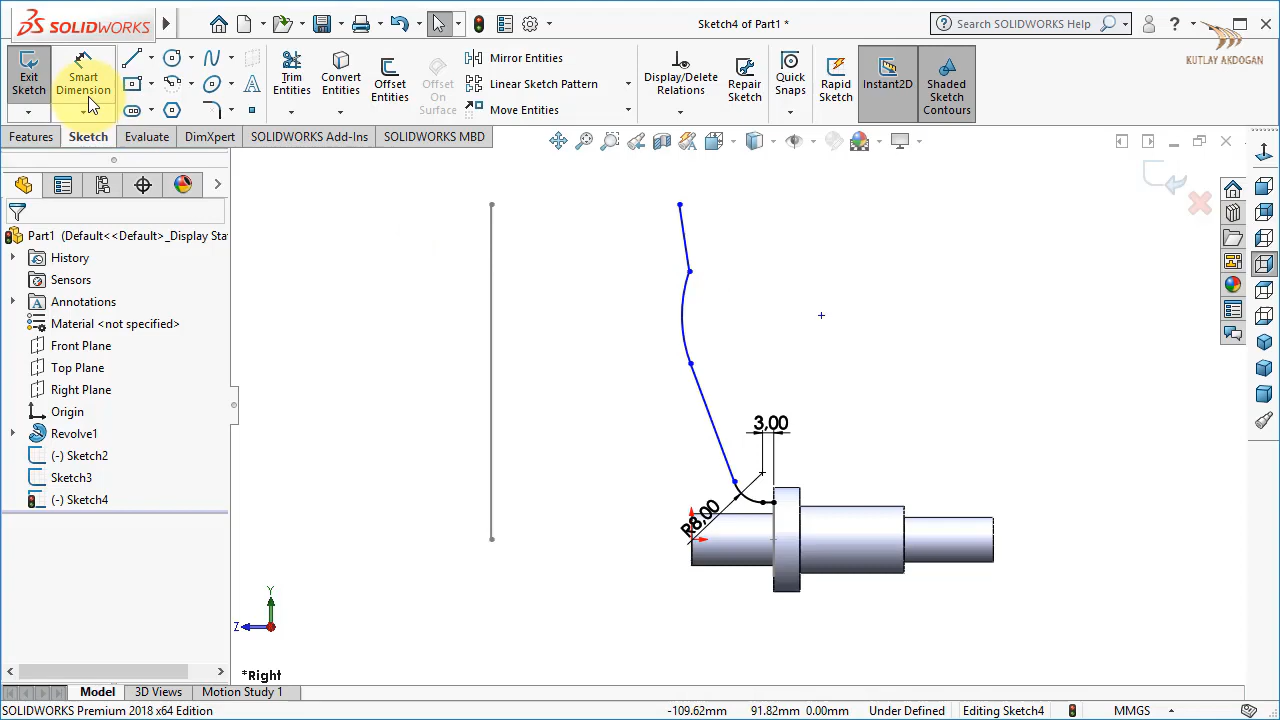 SOLIDWORKS
Sketch4 of Part1 *
Search SOLIDWORKS Help
KUTLAY AKDOGAN
Exit Sketch
Smart Dimension
Trim Entities
Convert Entities
Offset Entities
Offset On Surface
Mirror Entities
Linear Sketch Pattern
Move Entities
Display/Delete Relations
Repair Sketch
Quick Snaps
Rapid Sketch
Instant2D
Shaded Sketch Contours
Features
Sketch
Evaluate
DimXpert
SOLIDWORKS Add-Ins
SOLIDWORKS MBD
Part1 (Default<<Default>_Display Sta
History
Sensors
Annotations
Material <not specified>
Front Plane
Top Plane
Right Plane
Origin
Revolve1
(-) Sketch2
Sketch3
(-) Sketch4
3,00
R8,00
Y
Z
*Right
Model
3D Views
Motion Study 1
SOLIDWORKS Premium 2018 x64 Edition
-109.62mm
91.82mm
0.00mm
Under Defined
Editing Sketch4
MMGS